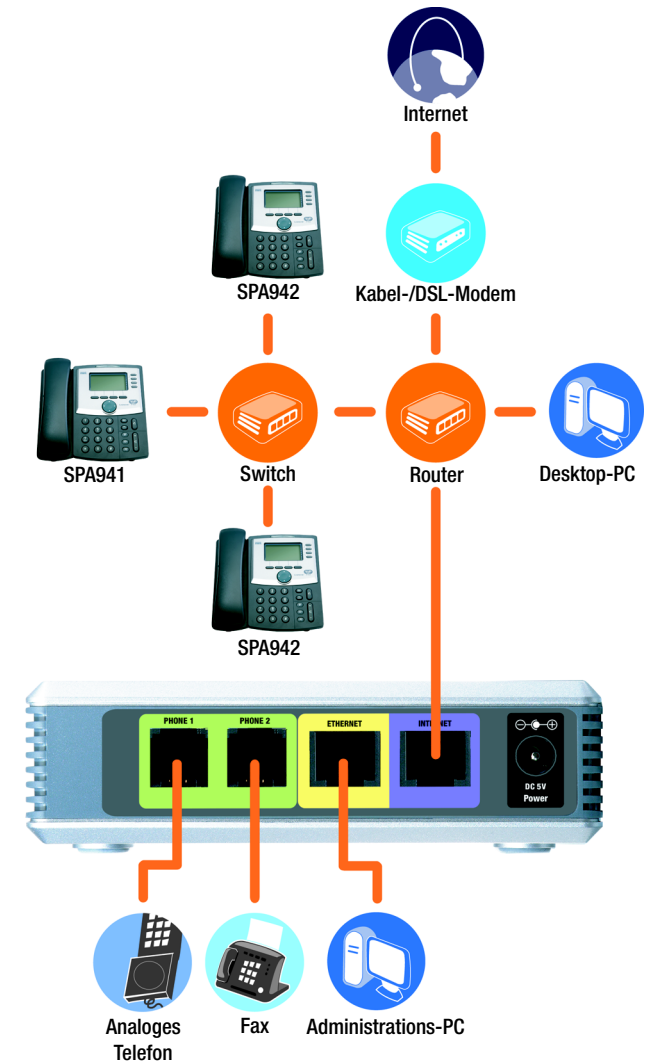 Internet
SPA942
Kabel-/DSL-Modem
SPA941
Switch
Router
Desktop-PC
SPA942
PHONE 1
PHONE 2
ETHERNET
INTERNET
DC 5V
Power
Analoges
Telefon
Fax
Administrations-PC